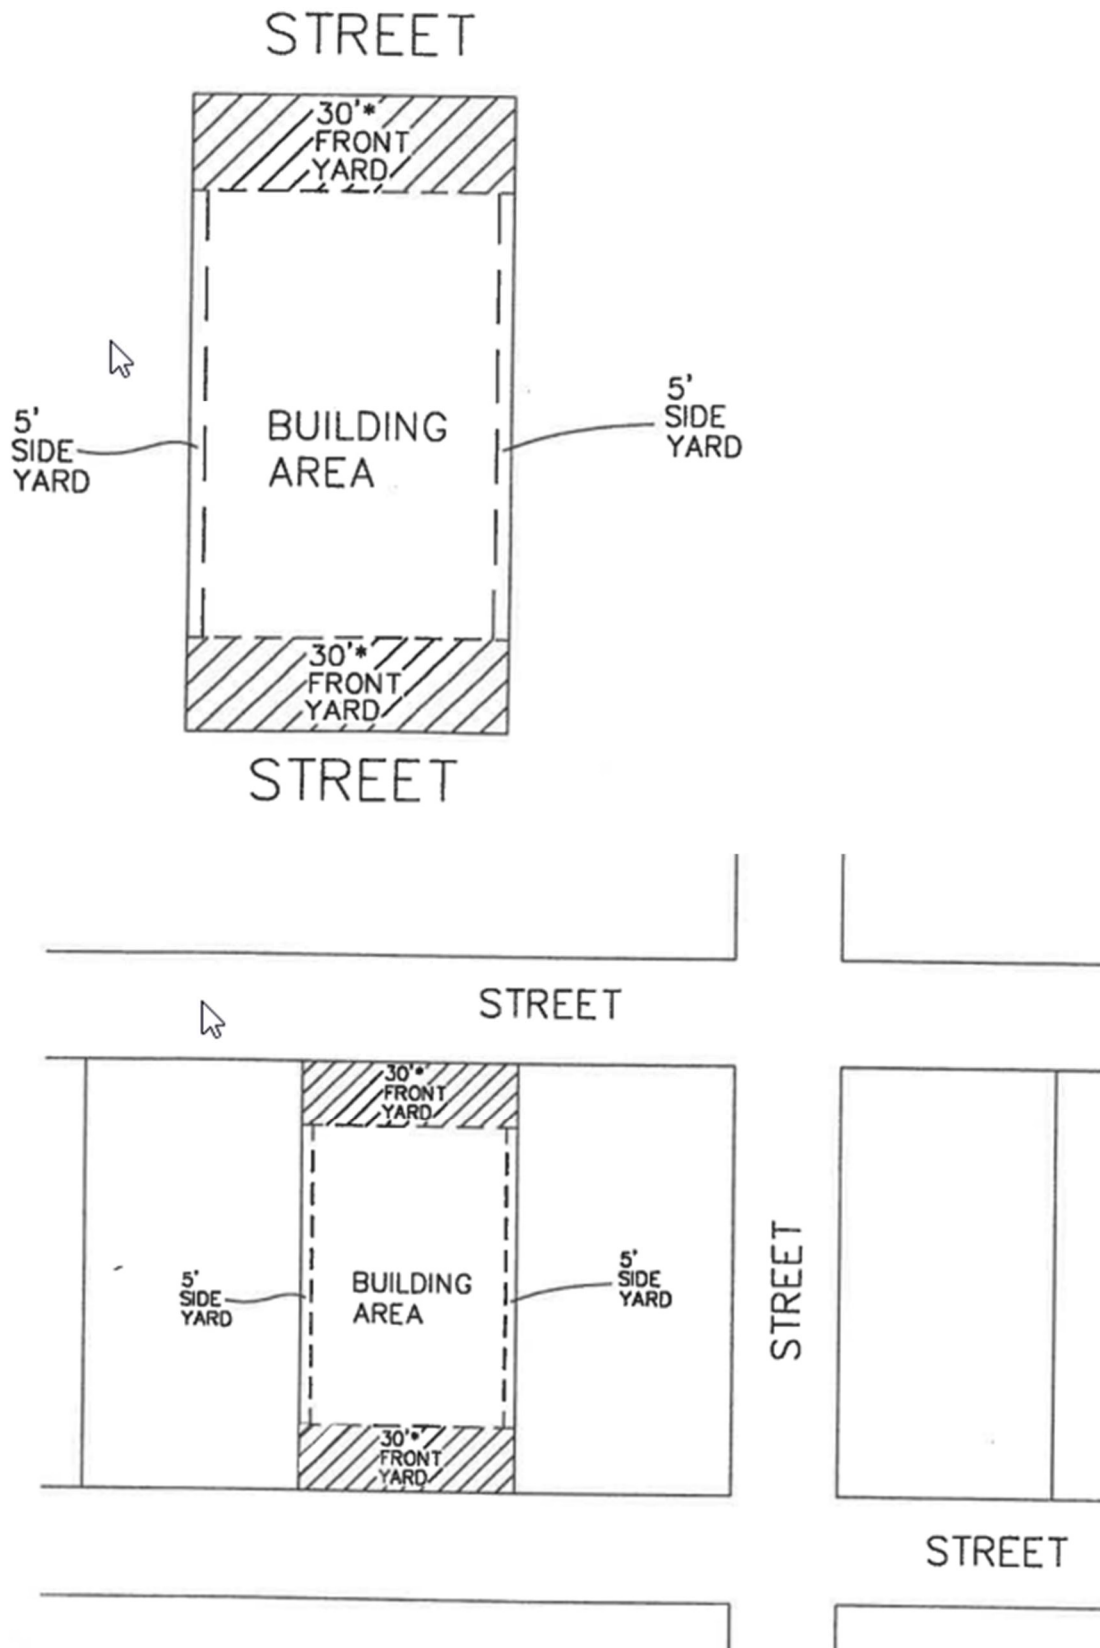 STREET
30'*
FRONT
YARD
5'
SIDE
YARD
BUILDING
AREA
5'
SIDE
YARD
30'*
FRONT
YARD
STREET
STREET
30'*
FRONT
YARD
5'
SIDE
YARD
BUILDING
AREA
5'
SIDE
YARD
STREET
30'*
FRONT
YARD
STREET